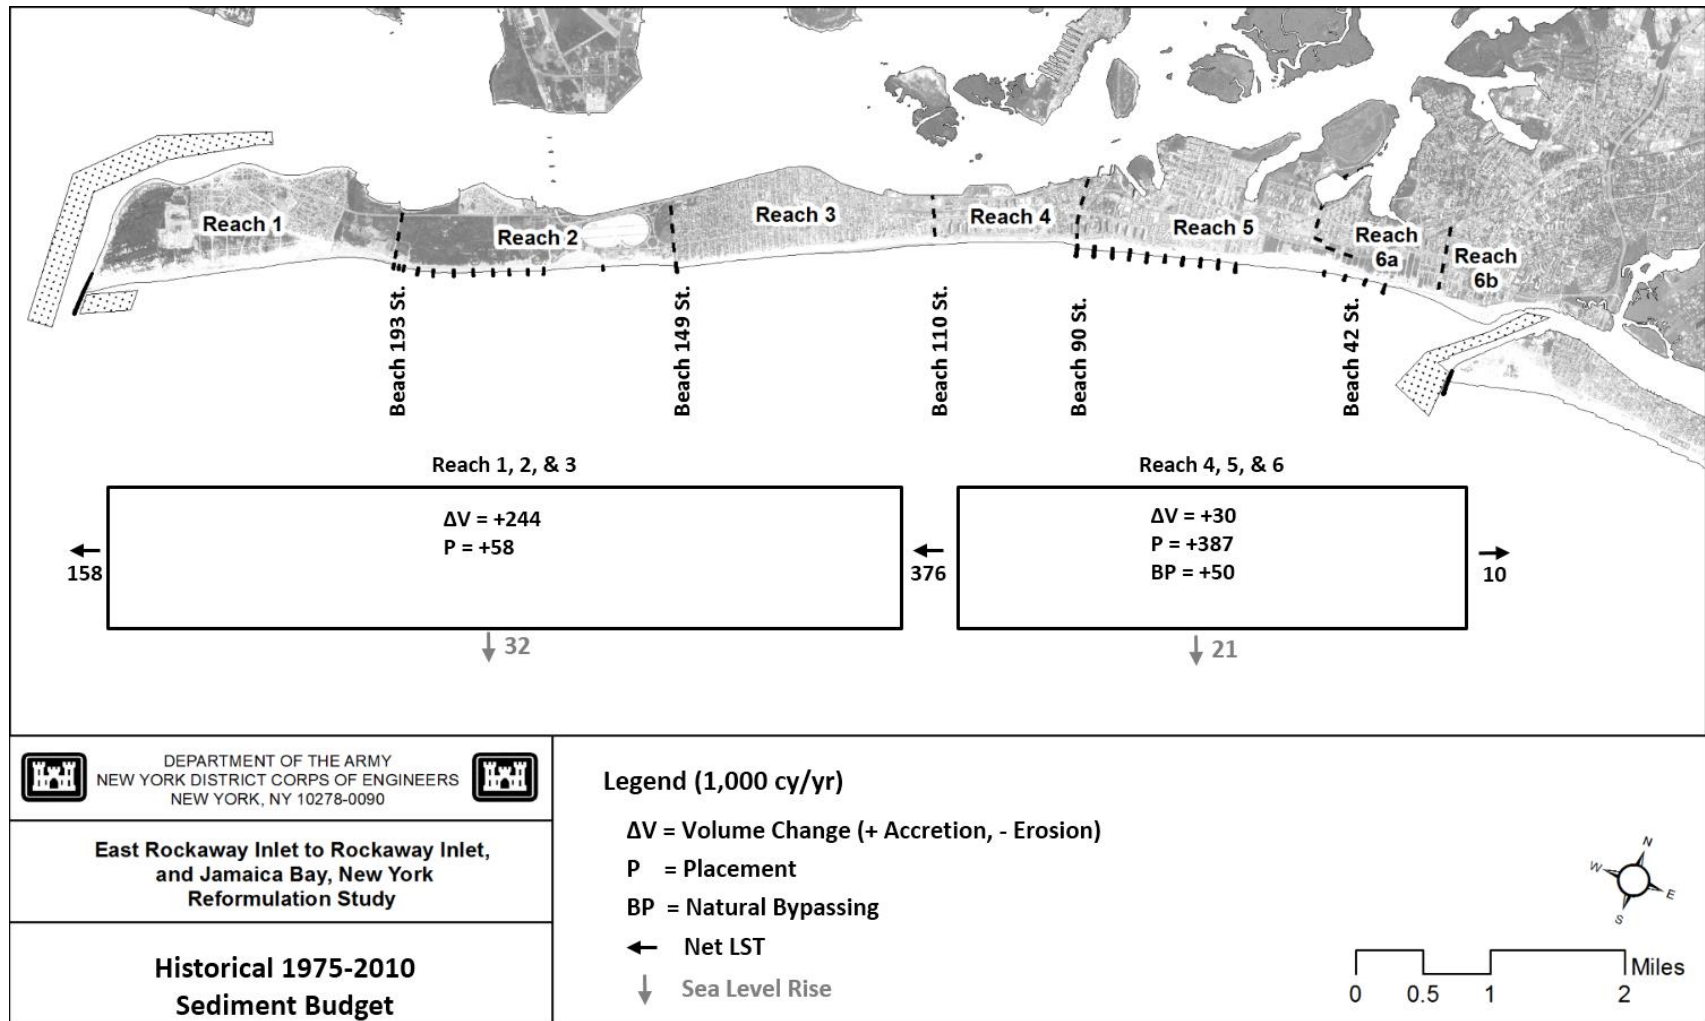 Reach 1
Reach 2
Reach 3
Reach 4
Reach 5
Reach
6a
Reach
6b
Beach 193 St.
Beach 149 St.
Beach 110 St.
Beach 90 St.
Beach 42 St.
Reach 1, 2, & 3
ΔV = +244
P = +58
158
376
32
Reach 4, 5, & 6
ΔV = +30
P = +387
BP = +50
10
21
DEPARTMENT OF THE ARMY
NEW YORK DISTRICT CORPS OF ENGINEERS
NEW YORK, NY 10278-0090
East Rockaway Inlet to Rockaway Inlet,
and Jamaica Bay, New York
Reformulation Study
Historical 1975-2010
Sediment Budget
Legend (1,000 cy/yr)
ΔV = Volume Change (+ Accretion, - Erosion)
P = Placement
BP = Natural Bypassing
Net LST
Sea Level Rise
N
W
E
S
Miles
0 0.5 1 2